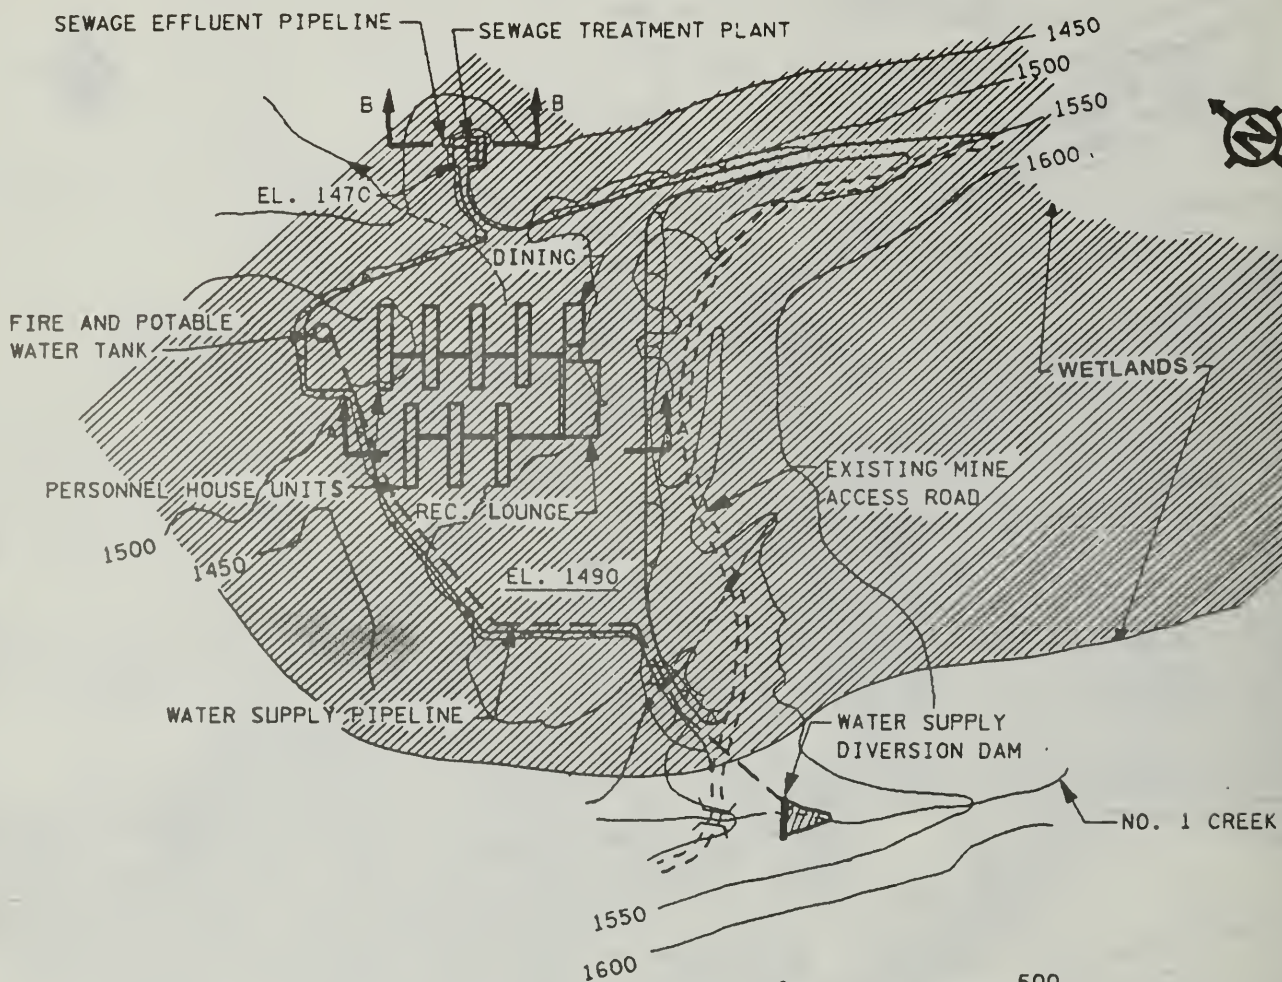 SEWAGE EFFLUENT PIPELINE
SEWAGE TREATMENT PLANT
1450
1500
1550
1600
B
B
N
EL. 1470
DINING
FIRE AND POTABLE
WATER TANK
WETLANDS
A
A
PERSONNEL HOUSE UNITS
REC. LOUNGE
EXISTING MINE
ACCESS ROAD
1500
1450
EL. 1490
WATER SUPPLY PIPELINE
WATER SUPPLY
DIVERSION DAM
NO. 1 CREEK
1550
1600
500